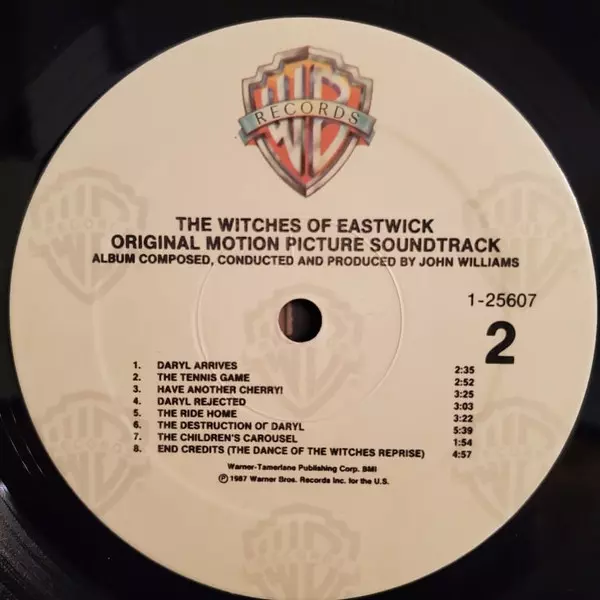 WB
RECORDS
THE WITCHES OF EASTWICK
ORIGINAL MOTION PICTURE SOUNDTRACK
ALBUM COMPOSED, CONDUCTED AND PRODUCED BY JOHN WILLIAMS
1-25607
2
1. DARYL ARRIVES 2:35
2. THE TENNIS GAME 2:52
3. HAVE ANOTHER CHERRY! 3:25
4. DARYL REJECTED 3:03
5. THE RIDE HOME 3:22
6. THE DESTRUCTION OF DARYL 5:39
7. THE CHILDREN'S CAROUSEL 1:54
8. END CREDITS (THE DANCE OF THE WITCHES REPRISE) 4:57
Warner-Tamerlane Publishing Corp. BMI
℗ 1987 Warner Bros. Records Inc. for the U.S.